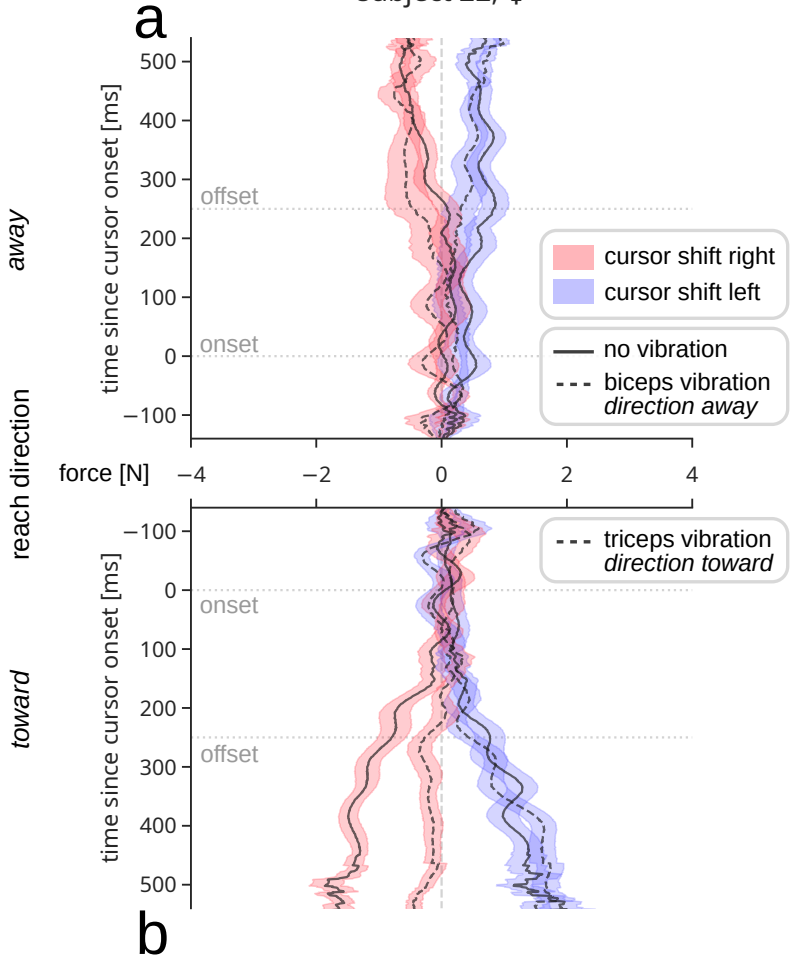 a
500
400
300
200
100
0
−100
time since cursor onset [ms]
offset
onset
cursor shift right
cursor shift left
no vibration
biceps vibration
direction away
away
reach direction
toward
force [N]
−4
−2
0
2
4
−100
0
100
200
300
400
500
time since cursor onset [ms]
onset
offset
triceps vibration
direction toward
b